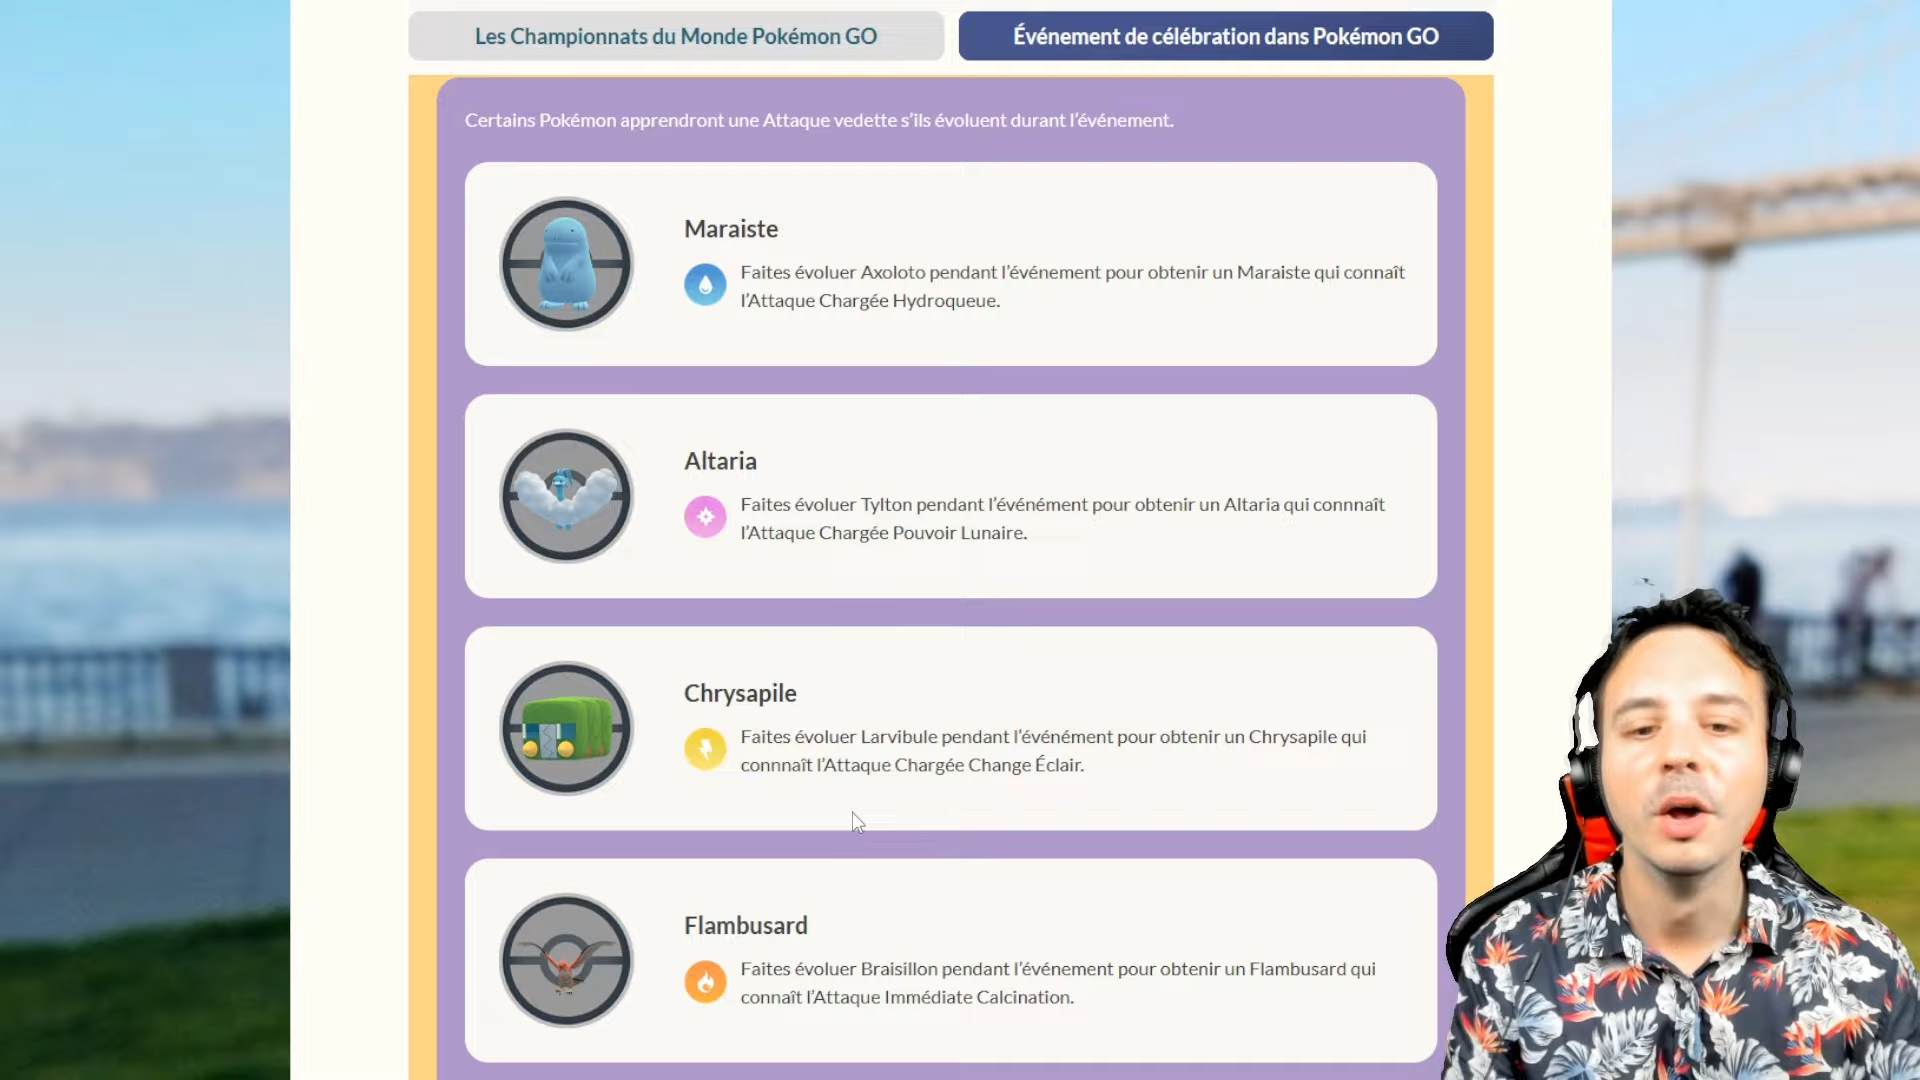 Les Championnats du Monde Pokémon GO
Événement de célébration dans Pokémon GO
Certains Pokémon apprendront une Attaque vedette s’ils évoluent durant l’événement.
Maraiste
Faites évoluer Axoloto pendant l’événement pour obtenir un Maraiste qui connaît
l’Attaque Chargée Hydroqueue.
Altaria
Faites évoluer Tylton pendant l’événément pour obtenir un Altaria qui connnaît
l’Attaque Chargée Pouvoir Lunaire.
Chrysapile
Faites évoluer Larvibule pendant l’événément pour obtenir un Chrysapile qui
connnaît l’Attaque Chargée Change Éclair.
Flambusard
Faites évoluer Braisillon pendant l’événement pour obtenir un Flambusard qui
connaît l’Attaque Immédiate Calcination.